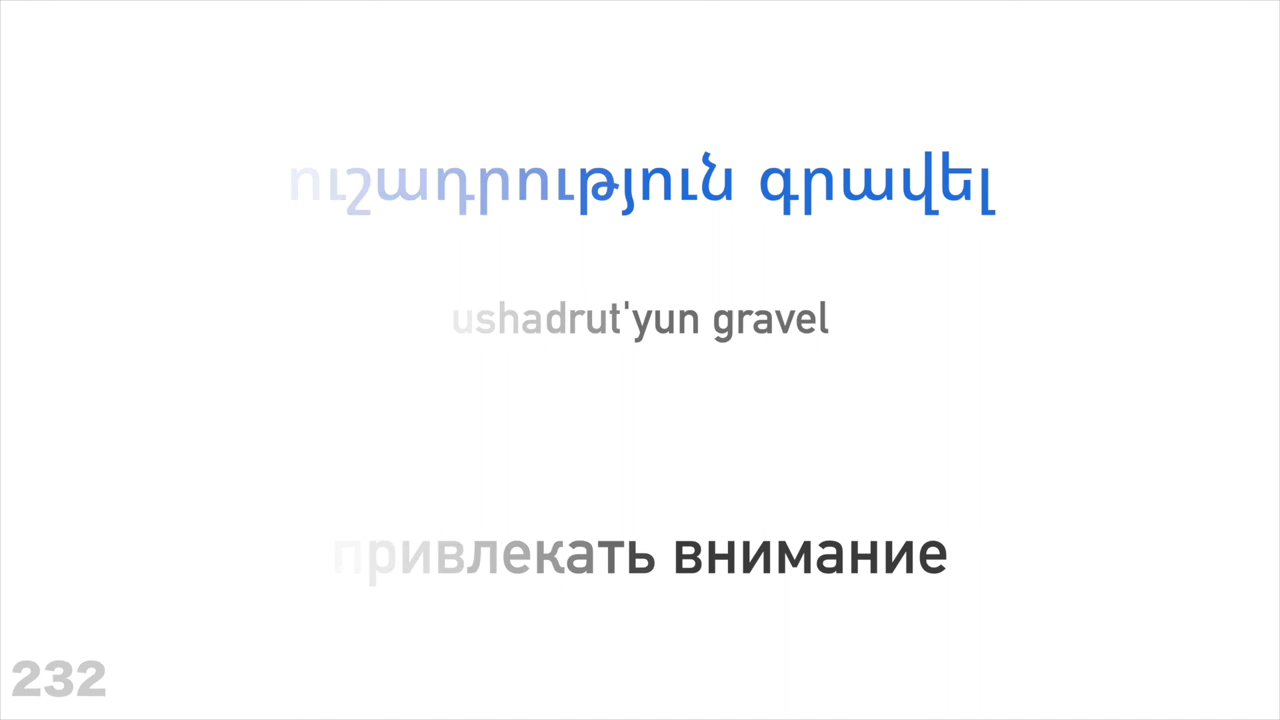 ուշադրություն գրավել
ushadrut'yun gravel
привлекать внимание
232